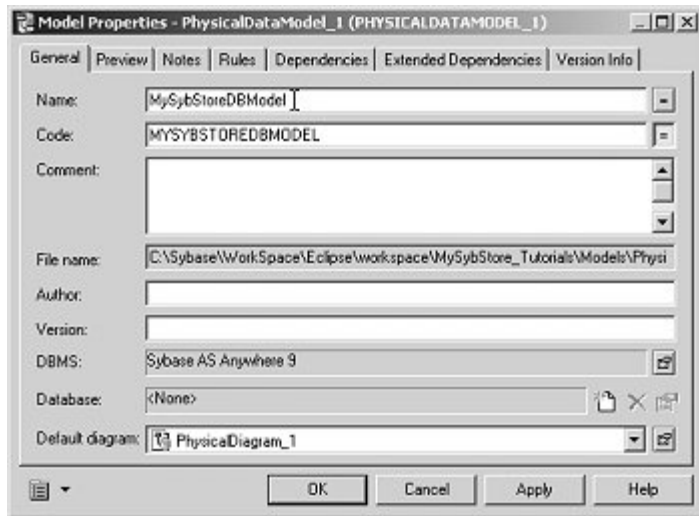 Model Properties - PhysicalDataModel_1 (PHYSICALDATAMODEL_1)
General Preview Notes Rules Dependencies Extended Dependencies Version Info
Name: MySybStoreDBModel
Code: MYSYBSTOREDBMODEL
Comment:
File name: C:\Sybase\WorkSpace\Eclipse\workspace\MySybStore_Tutorials\Models\Physi
Author:
Version:
DBMS: Sybase AS Anywhere 9
Database: <None>
Default diagram: PhysicalDiagram_1
OK Cancel Apply Help